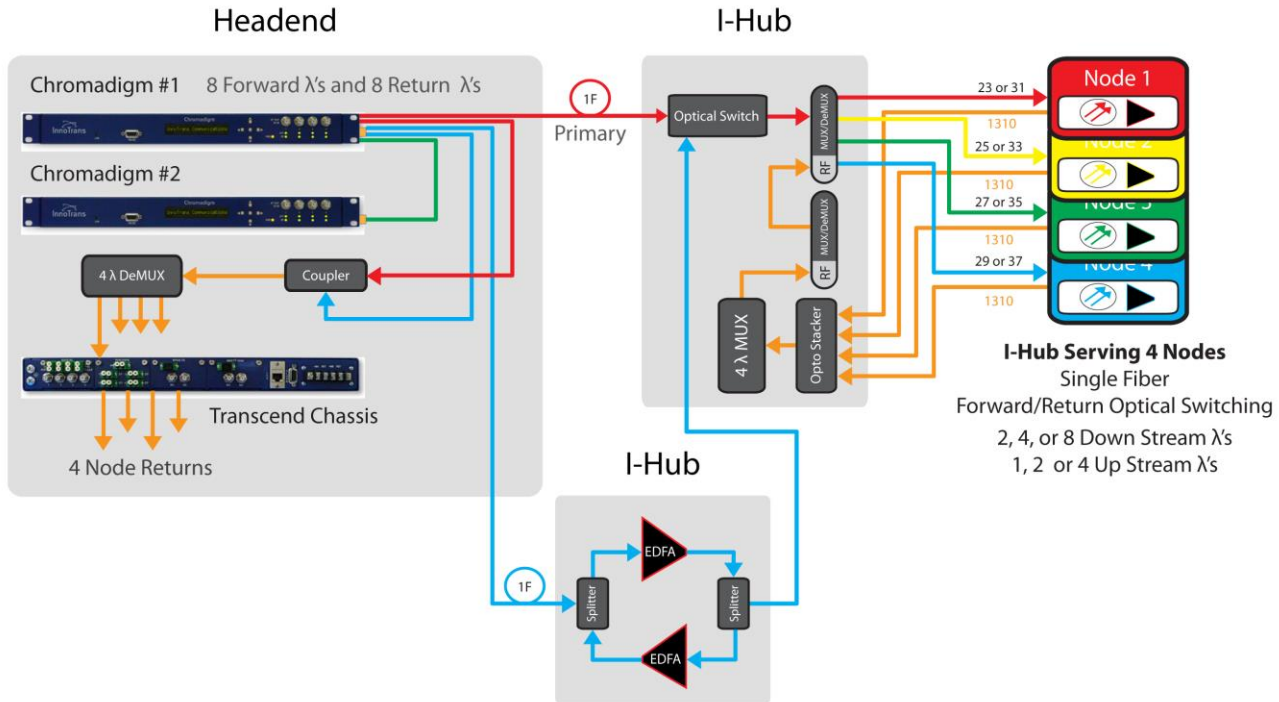 Headend
Chromadigm #1
8 Forward λ's and 8 Return λ's
Chromadigm
InnoTrans
Chromadigm #2
InnoTrans
4 λ DeMUX
Coupler
Transcend Chassis
4 Node Returns
1F
Primary
I-Hub
Optical Switch
MUX/DeMUX
RF
MUX/DeMUX
RF
4 λ MUX
Opto Stacker
23 or 31
1310
25 or 33
1310
27 or 35
1310
29 or 37
1310
Node 1
Node 2
Node 3
Node 4
I-Hub Serving 4 Nodes
Single Fiber
Forward/Return Optical Switching
2, 4, or 8 Down Stream λ's
1, 2 or 4 Up Stream λ's
I-Hub
1F
Splitter
EDFA
Splitter
EDFA